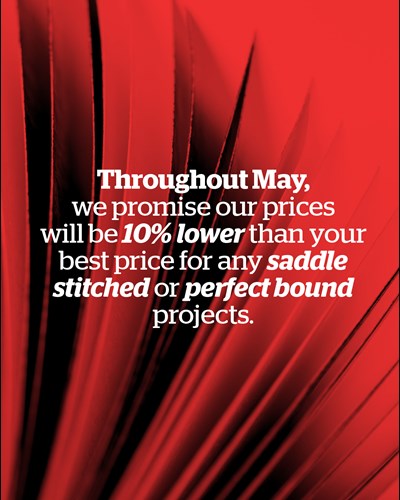 Throughout May,
we promise our prices
will be 10% lower than your
best price for any saddle
stitched or perfect bound
projects.